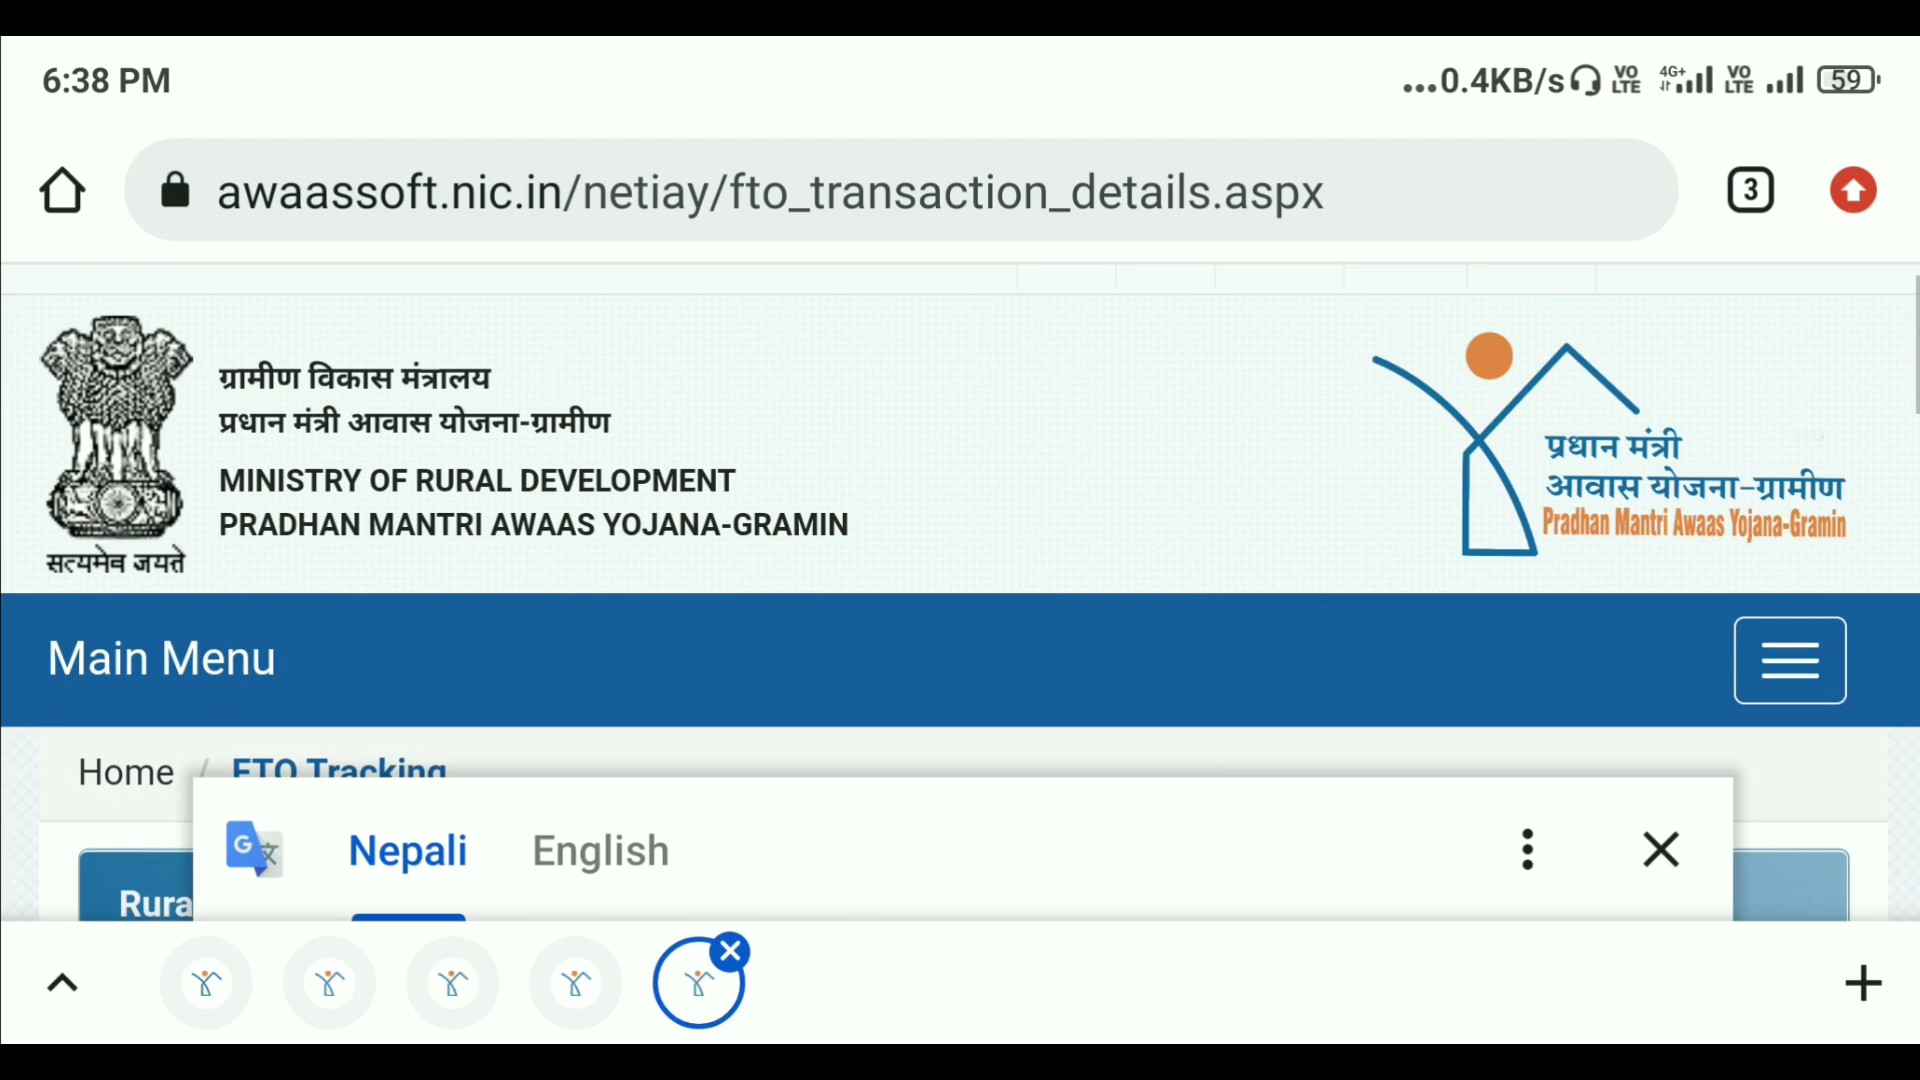 6:38 PM
...0.4KB/s VO LTE 4G+ VO LTE 59
awaassoft.nic.in/netiay/fto_transaction_details.aspx
3
ग्रामीण विकास मंत्रालय
प्रधान मंत्री आवास योजना-ग्रामीण
MINISTRY OF RURAL DEVELOPMENT
PRADHAN MANTRI AWAAS YOJANA-GRAMIN
सत्यमेव जयते
प्रधान मंत्री
आवास योजना-ग्रामीण
Pradhan Mantri Awaas Yojana-Gramin
Main Menu
Home / FTO Tracking
Nepali English
Rura